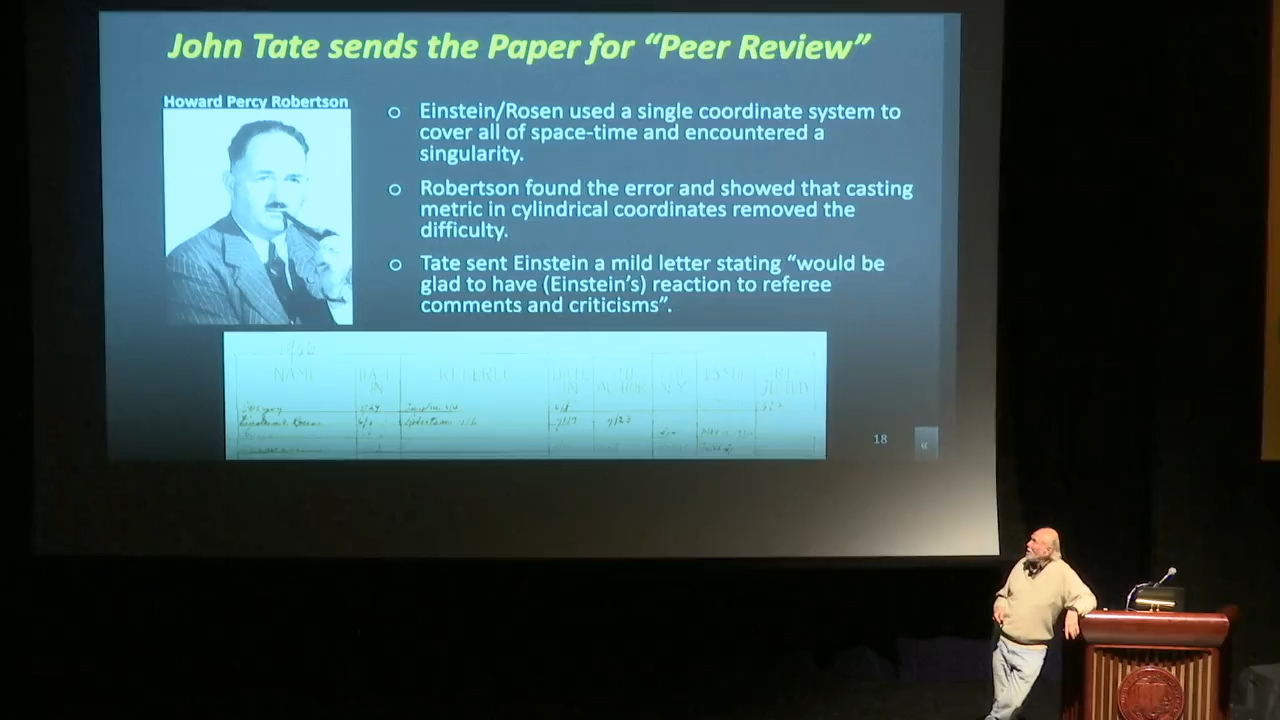 John Tate sends the Paper for “Peer Review”
Howard Percy Robertson
Einstein/Rosen used a single coordinate system to
cover all of space-time and encountered a
singularity.
Robertson found the error and showed that casting
metric in cylindrical coordinates removed the
difficulty.
Tate sent Einstein a mild letter stating “would be
glad to have (Einstein’s) reaction to referee
comments and criticisms”.
NAME
REFEREE
DATE
IN
18
«